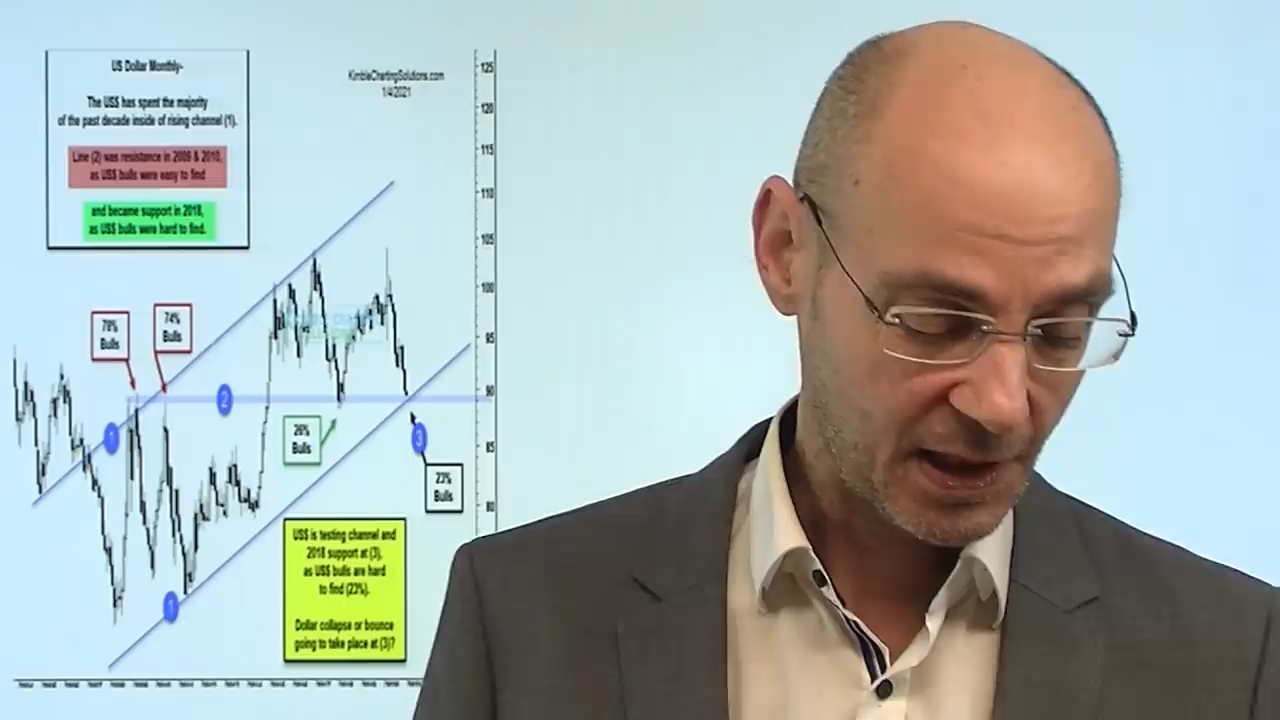 US Dollar Monthly-
The US$ has spent the majority
of the past decade inside of rising channel (1).
Line (2) was resistance in 2009 & 2010,
as US$ bulls were easy to find
and became support in 2018,
as US$ bulls were hard to find.
KimbleChartingSolutions.com
1/4/2021
125
120
115
110
105
100
95
90
85
80
78%
Bulls
74%
Bulls
2
1
26%
Bulls
3
23%
Bulls
1
US$ is testing channel and
2018 support at (3),
as US$ bulls are hard
to find (23%).
Dollar collapse or bounce
going to take place at (3)?